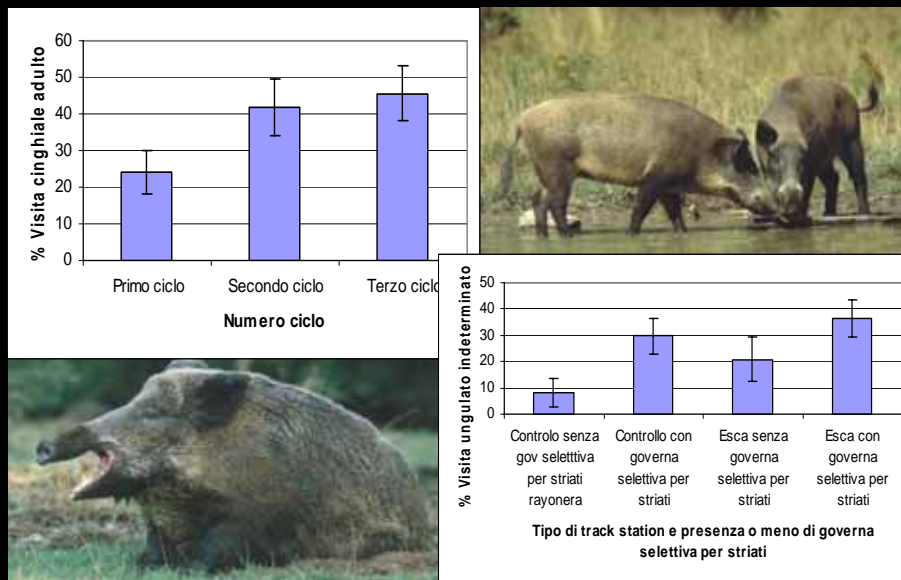 60
50
40
30
20
10
0
% Visita cinghiale adulto
Primo ciclo Secondo ciclo Terzo ciclo
Numero ciclo
50
40
30
20
10
0
% Visita ungulato indeterminato
Controlo senza
gov seletttiva
per striati
rayonera
Controllo con
governa
selettiva per
striati
Esca senza
governa
selettiva per
striati
Esca con
governa
selettiva per
striati
Tipo di track station e presenza o meno di governa
selettiva per striati